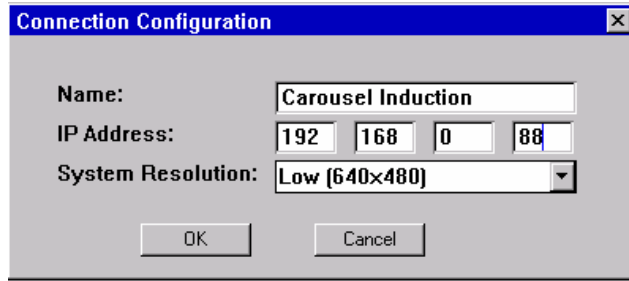 Connection Configuration
Name: Carousel Induction
IP Address: 192 168 0 88
System Resolution: Low (640x480)
OK Cancel